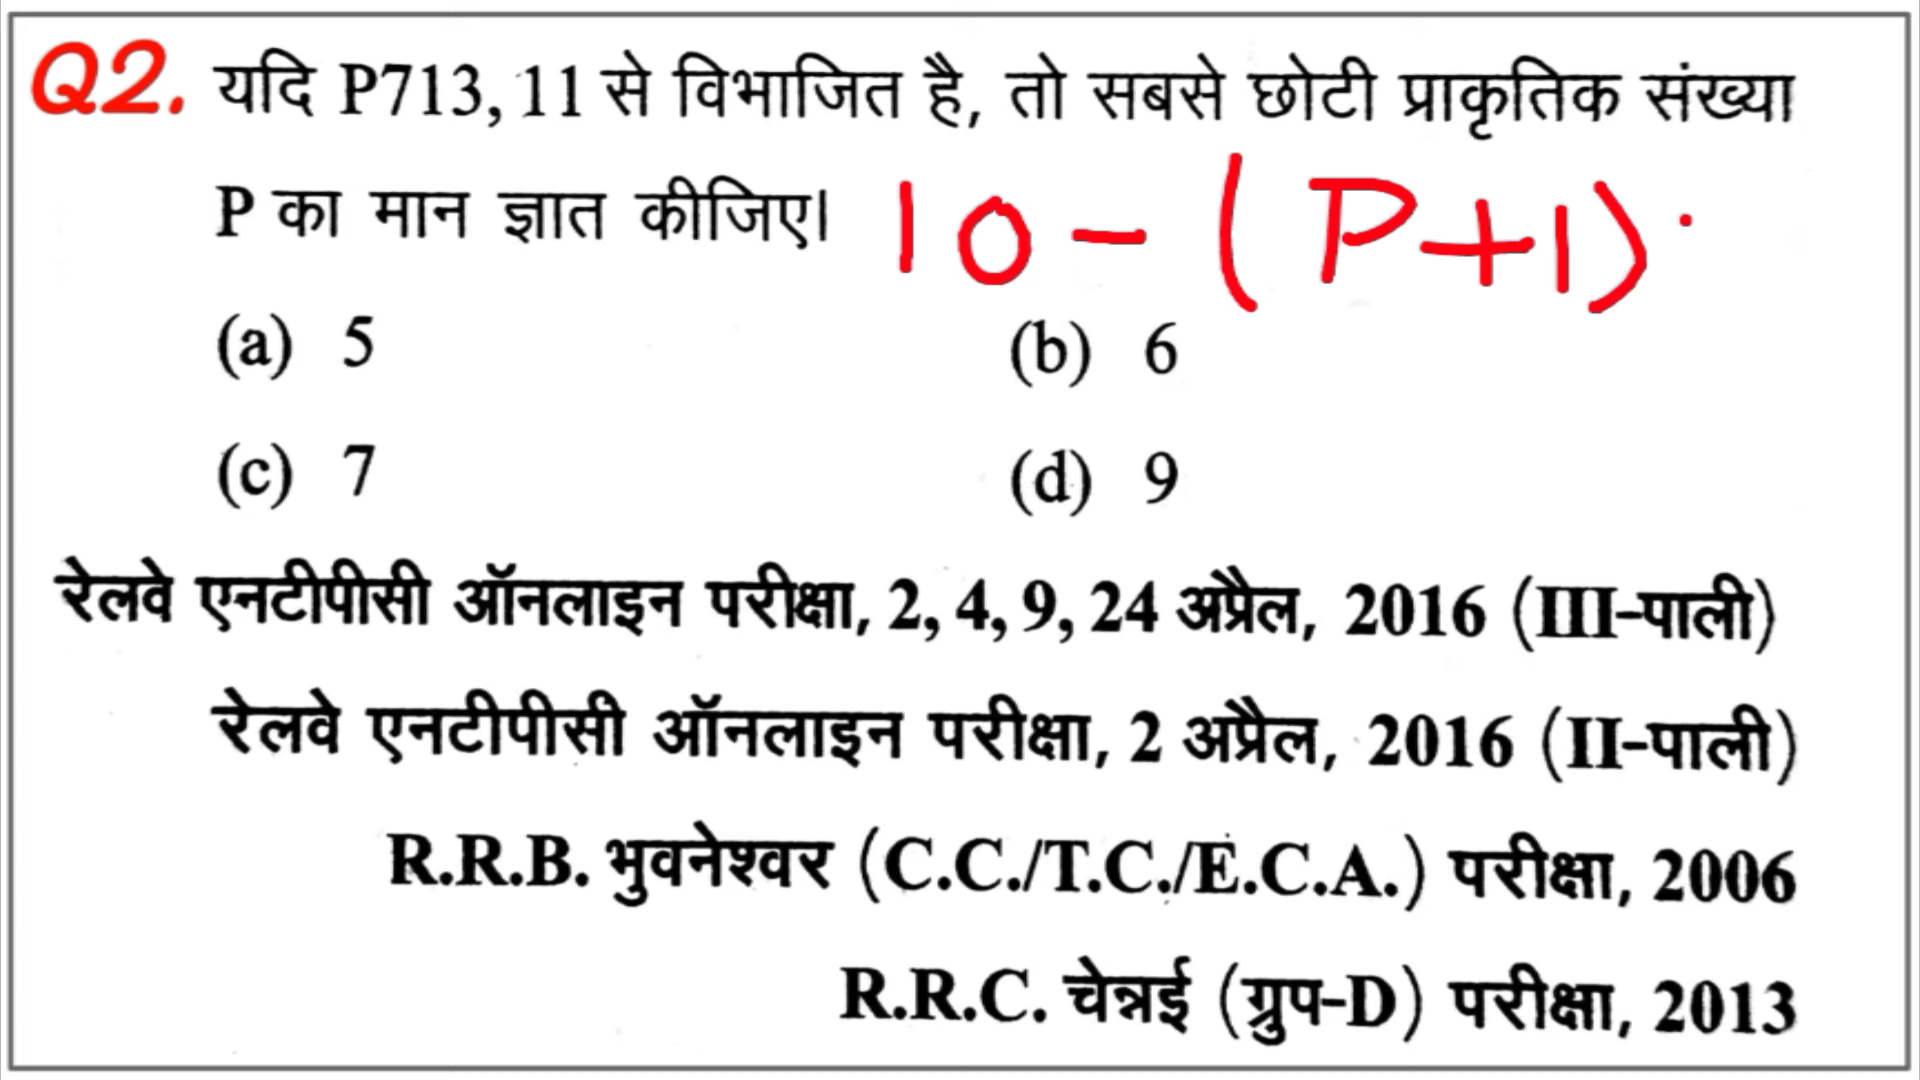 Q2. यदि P713, 11 से विभाजित है, तो सबसे छोटी प्राकृतिक संख्या
P का मान ज्ञात कीजिए। 10 - (P+1)
(a) 5 (b) 6
(c) 7 (d) 9
रेलवे एनटीपीसी ऑनलाइन परीक्षा, 2, 4, 9, 24 अप्रैल, 2016 (III-पाली)
रेलवे एनटीपीसी ऑनलाइन परीक्षा, 2 अप्रैल, 2016 (II-पाली)
R.R.B. भुवनेश्वर (C.C./T.C./E.C.A.) परीक्षा, 2006
R.R.C. चेन्नई (ग्रुप-D) परीक्षा, 2013